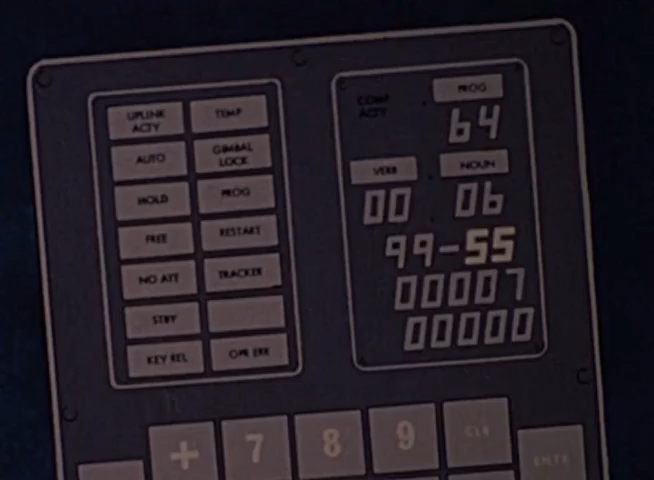 UPLINK ACTY
TEMP
AUTO
GIMBAL LOCK
HOLD
PROG
FREE
RESTART
NO ATT
TRACKER
STBY
KEY REL
OPR ERR
COMP ACTY
PROG
64
VERB
NOUN
00
06
99-55
00007
00000
+
7
8
9
CLR
ENTR